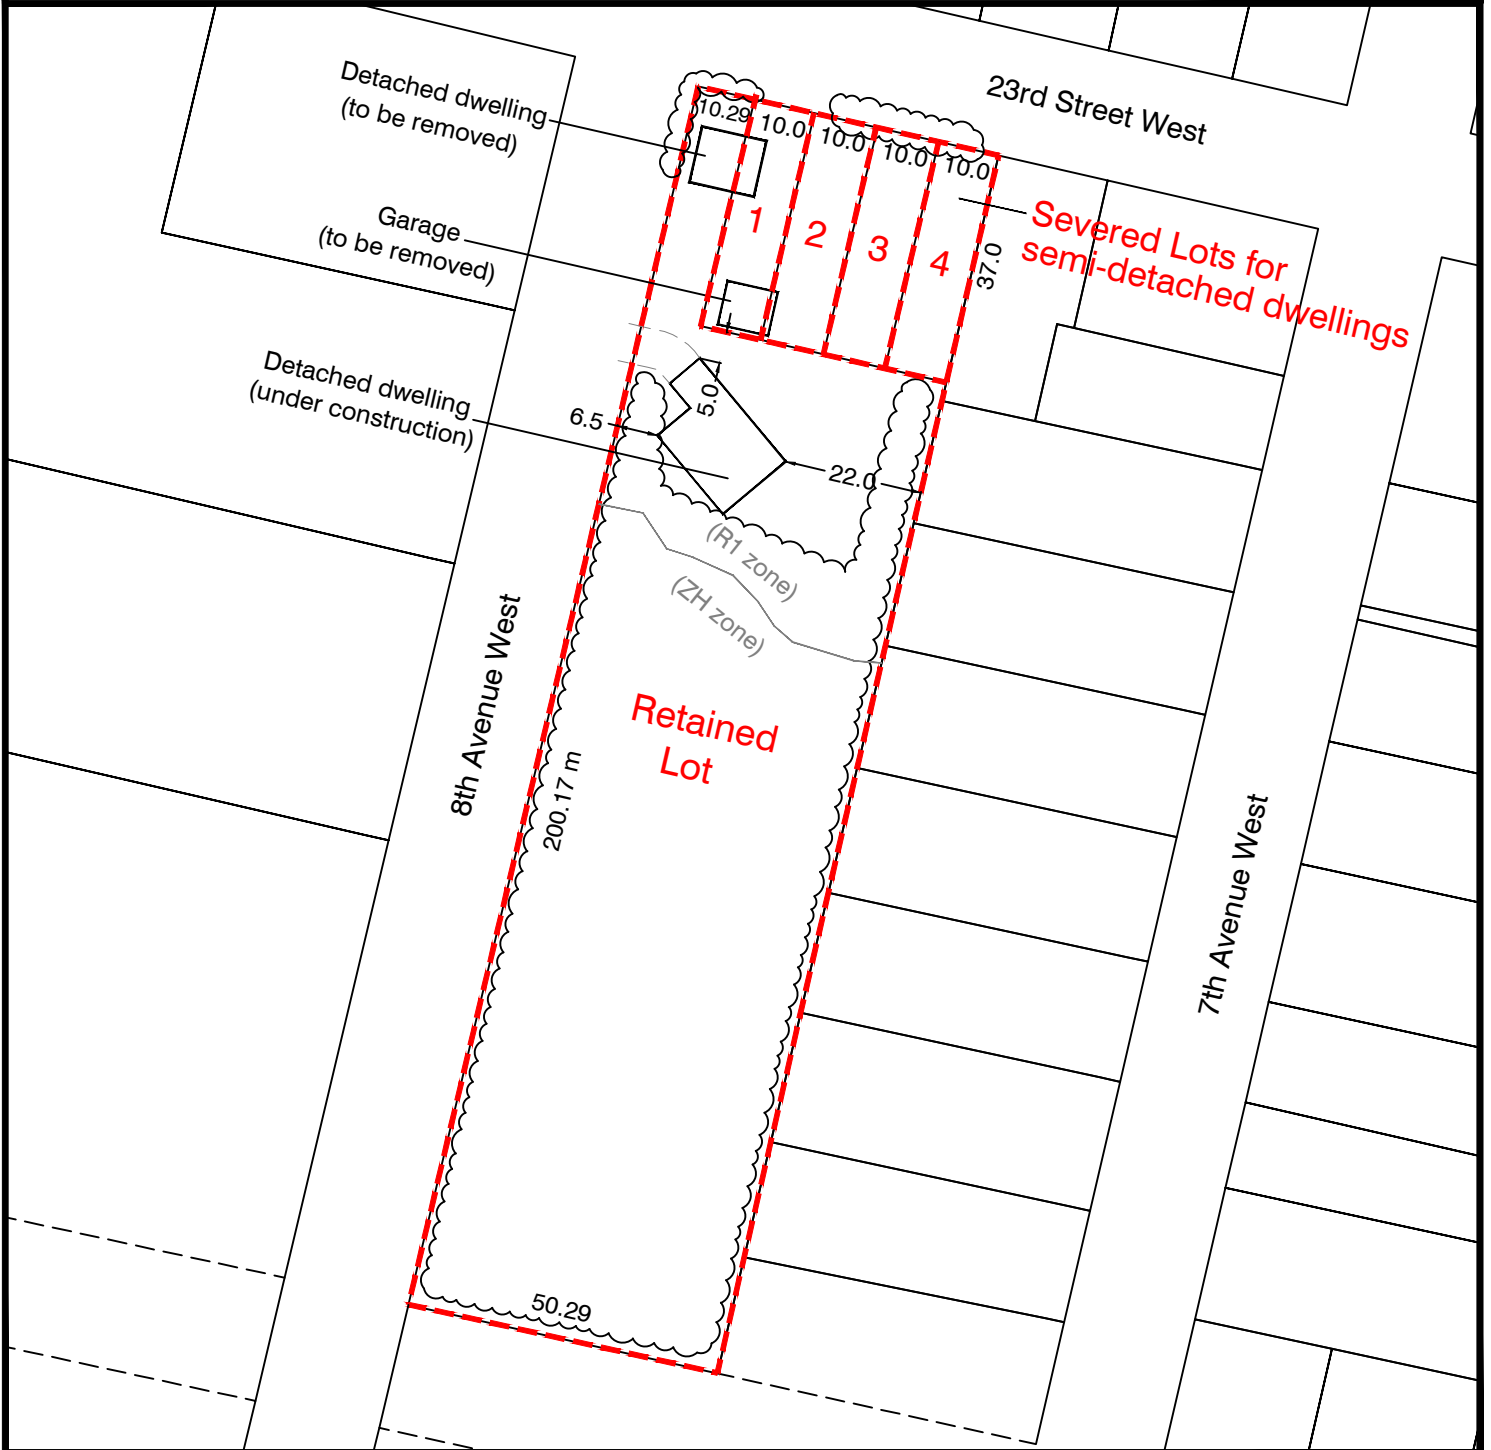 23rd Street West
Detached dwelling
(to be removed)
10.29
10.0
10.0
10.0
10.0
Garage
(to be removed)
1
2
3
4
37.0
Severed Lots for
semi-detached dwellings
Detached dwelling
(under construction)
6.5
5.0
22.0
(R1 zone)
(ZH zone)
8th Avenue West
Retained
Lot
200.17 m
7th Avenue West
50.29